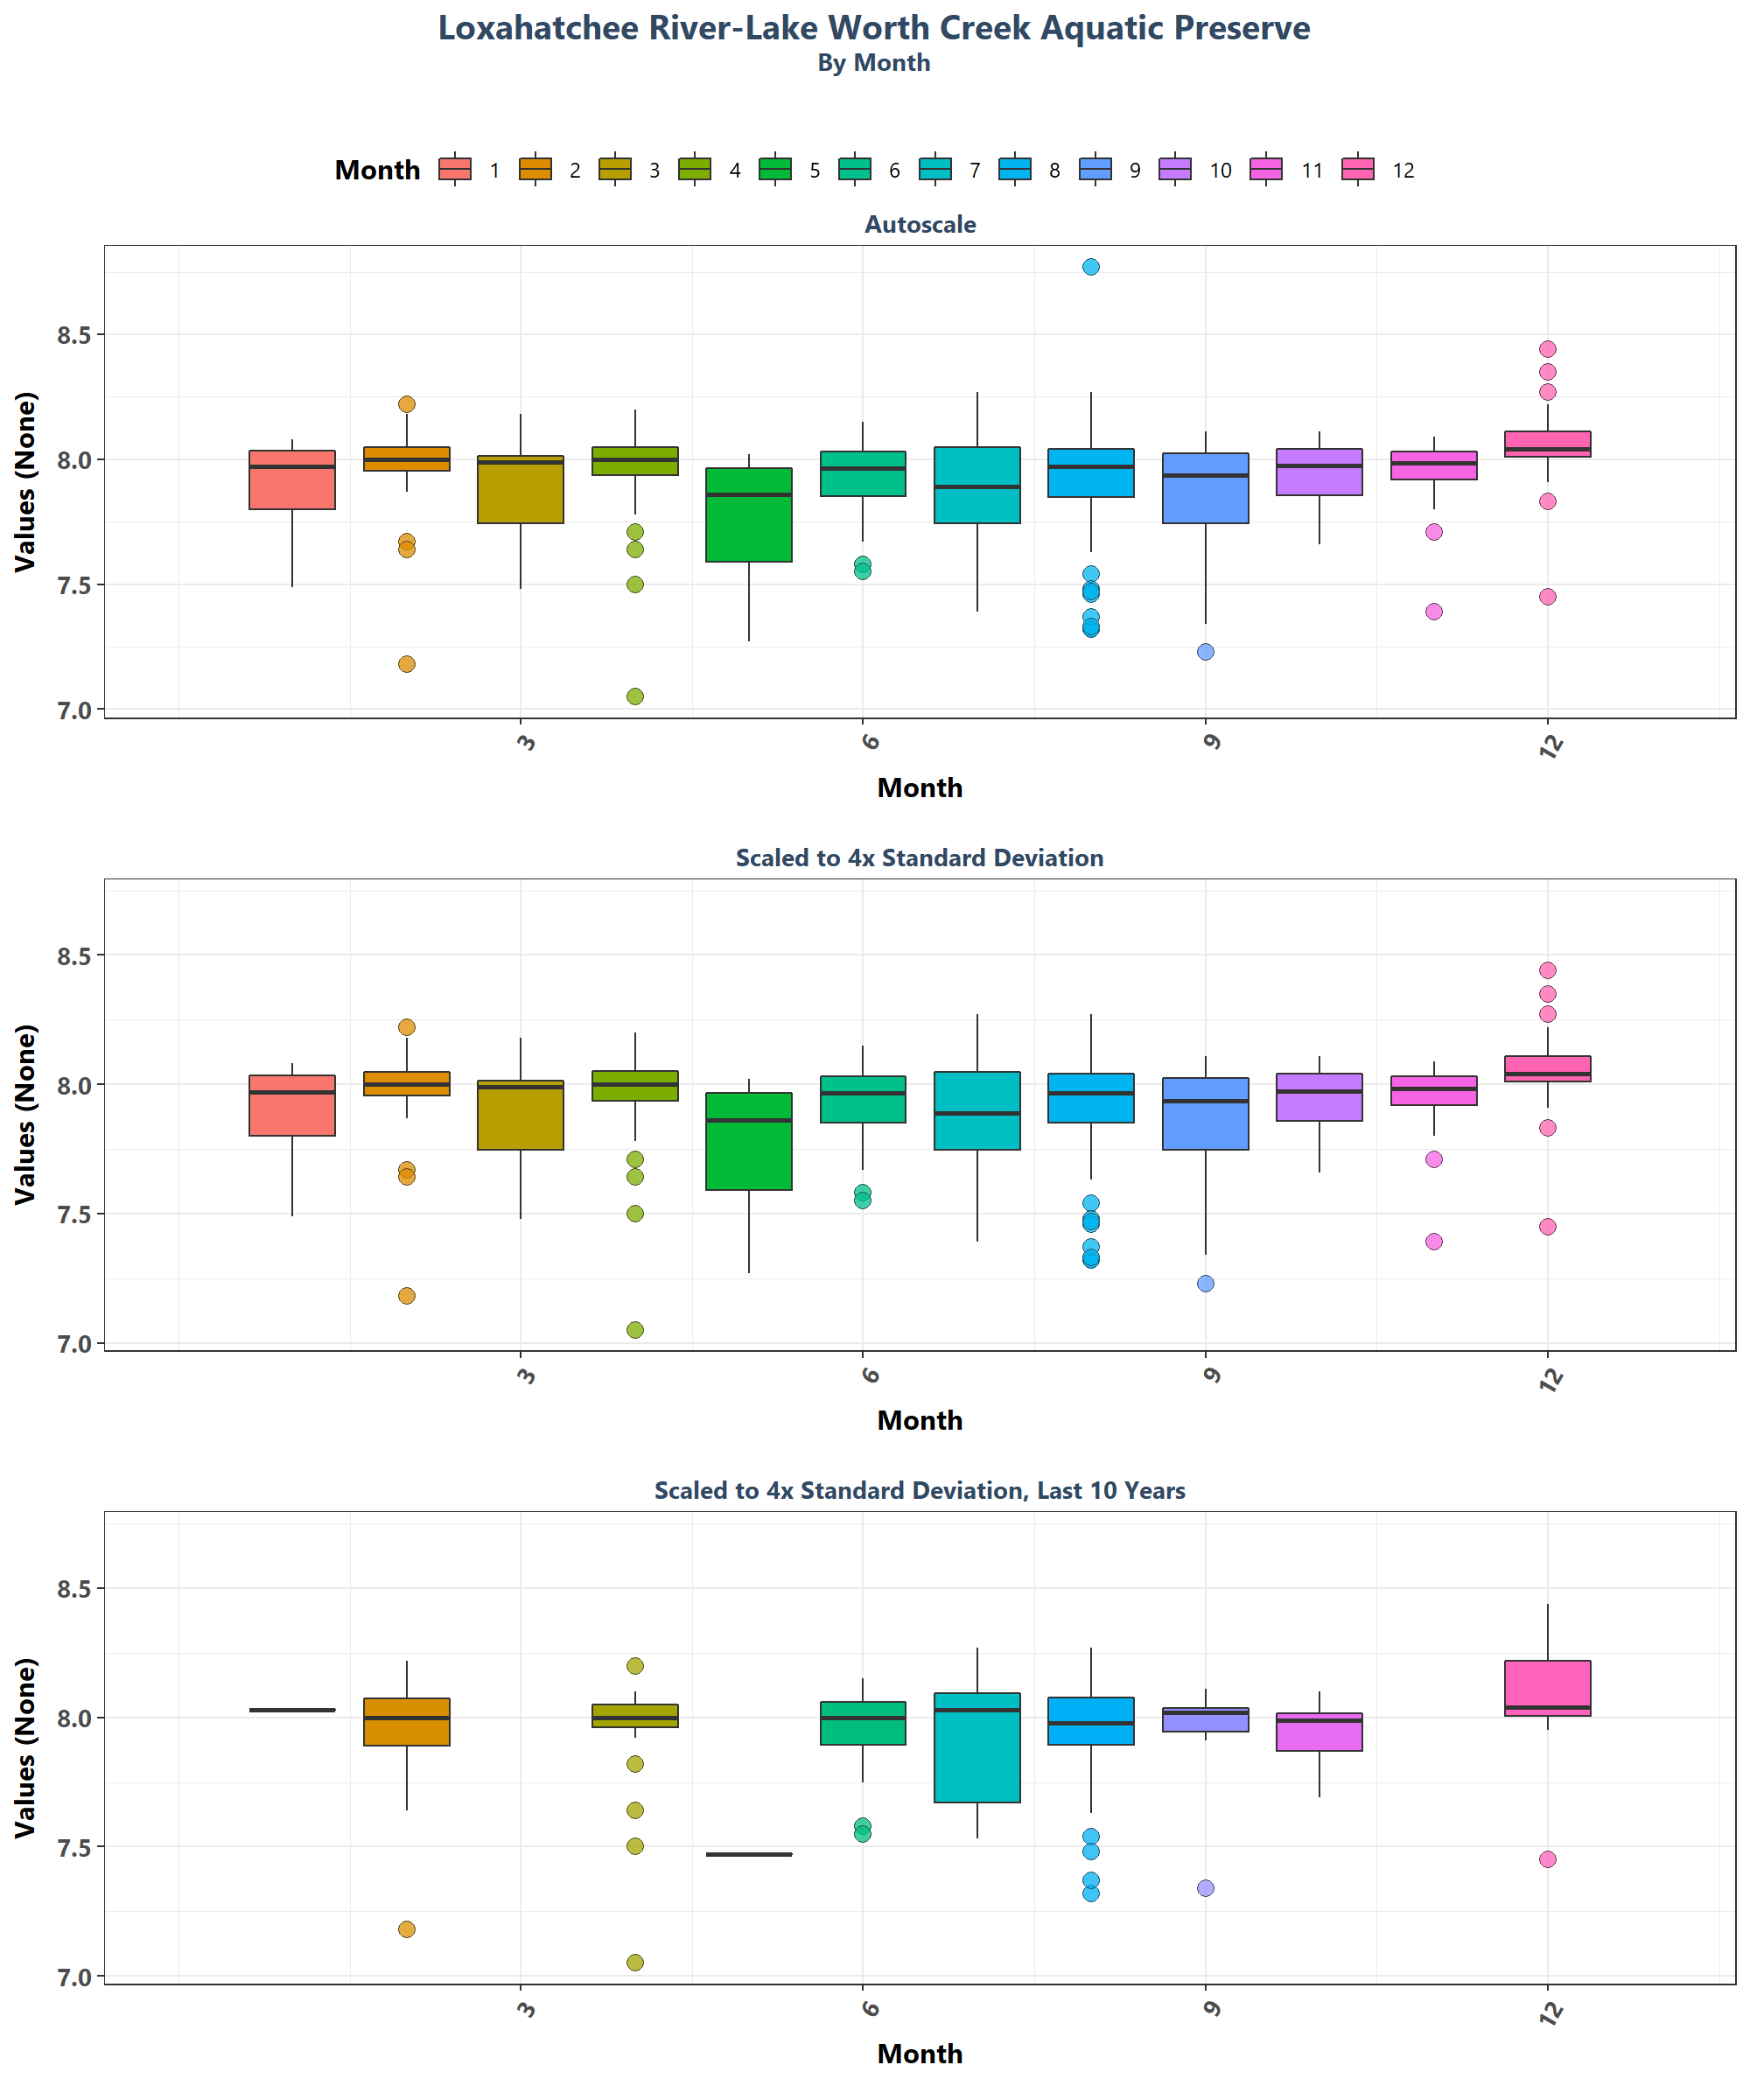 Loxahatchee River-Lake Worth Creek Aquatic Preserve
By Month
Month 1 2 3 4 5 6 7 8 9 10 11 12
Autoscale
Values (None)
8.5
8.0
7.5
7.0
3 6 9 12
Month
Scaled to 4x Standard Deviation
Values (None)
8.5
8.0
7.5
7.0
3 6 9 12
Month
Scaled to 4x Standard Deviation, Last 10 Years
Values (None)
8.5
8.0
7.5
7.0
3 6 9 12
Month